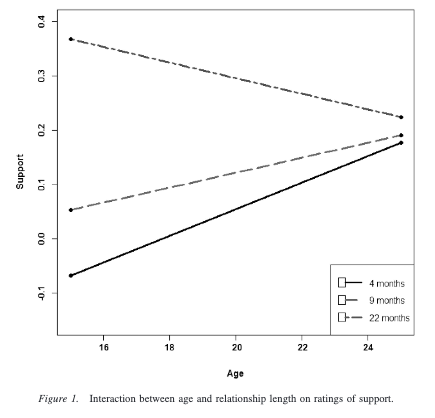 0.4
0.3
0.2
0.1
0.0
-0.1
Support
16 18 20 22 24
Age
4 months
9 months
22 months
Figure 1. Interaction between age and relationship length on ratings of support.